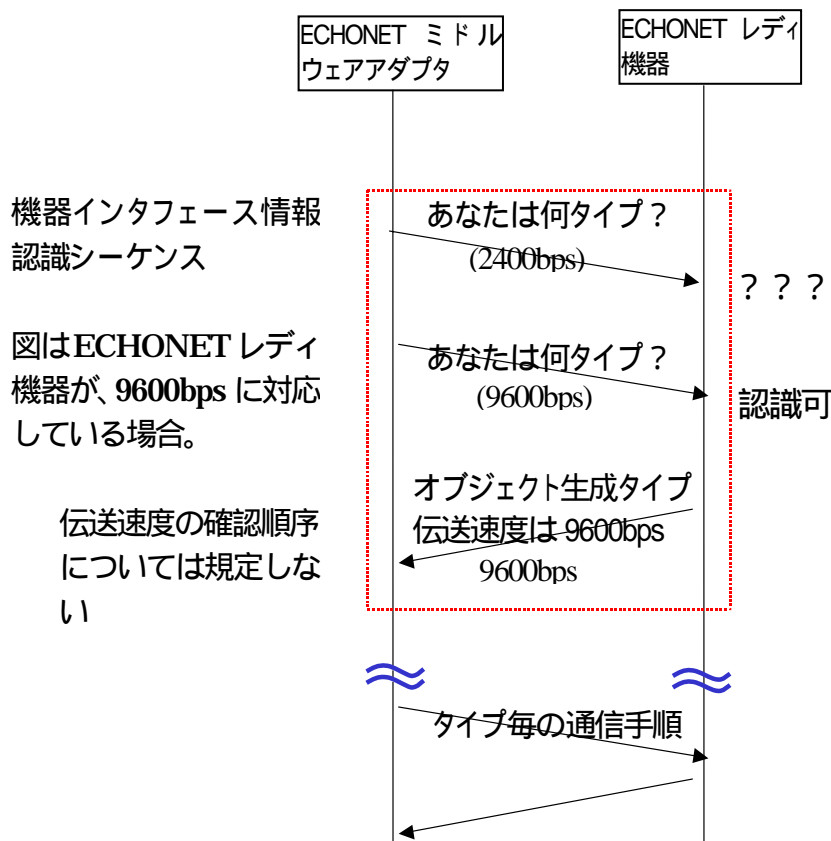 ECHONET ミドル
ウェアアダプタ
ECHONET レディ
機器
機器インタフェース情報
認識シーケンス
あなたは何タイプ？
(2400bps)
？？？
図はECHONET レディ
機器が、9600bps に対応
している場合。
あなたは何タイプ？
(9600bps)
認識可
伝送速度の確認順序
については規定しな
い
オブジェクト生成タイプ
伝送速度は 9600bps
9600bps
タイプ毎の通信手順